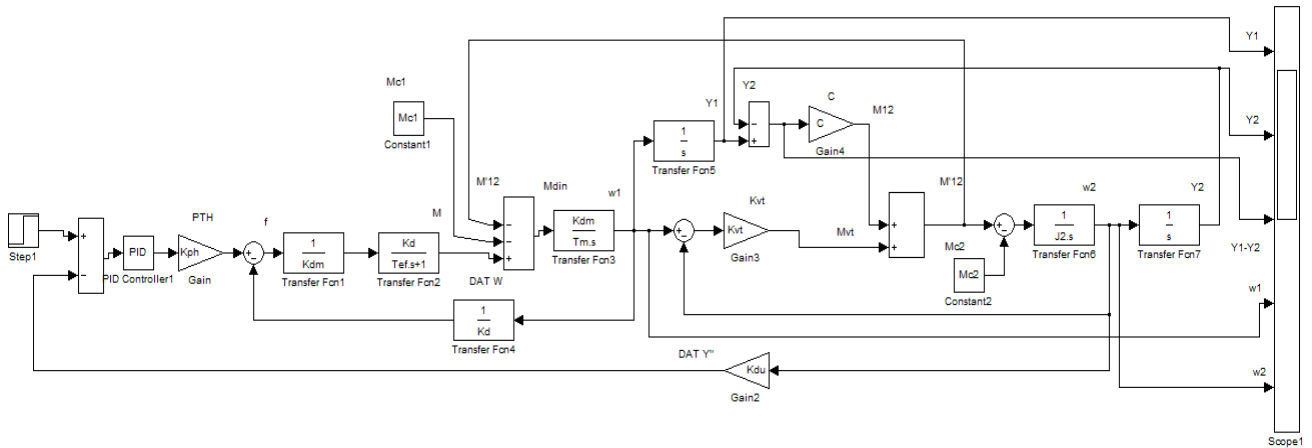 Y1
Mc1
Y2
C
Y1
M12
C
Mc1
Constant1
Gain4
Y2
1
s
Transfer Fcn5
M'12
Mdin
w1
M'12
w2
Y2
PTH
f
M
Kvt
Kdm
Tm.s
Transfer Fcn3
Kvt
Gain3
Mvt
1
J2.s
Transfer Fcn6
1
s
Transfer Fcn7
Step1
PID
PID Controller1
Kph
Gain
1
Kdm
Transfer Fcn1
Kd
Tef.s+1
Transfer Fcn2
DAT W
Mc2
Mc2
Constant2
Y1-Y2
1
Kd
Transfer Fcn4
w1
DAT Y"
Kdu
Gain2
w2
Scope1